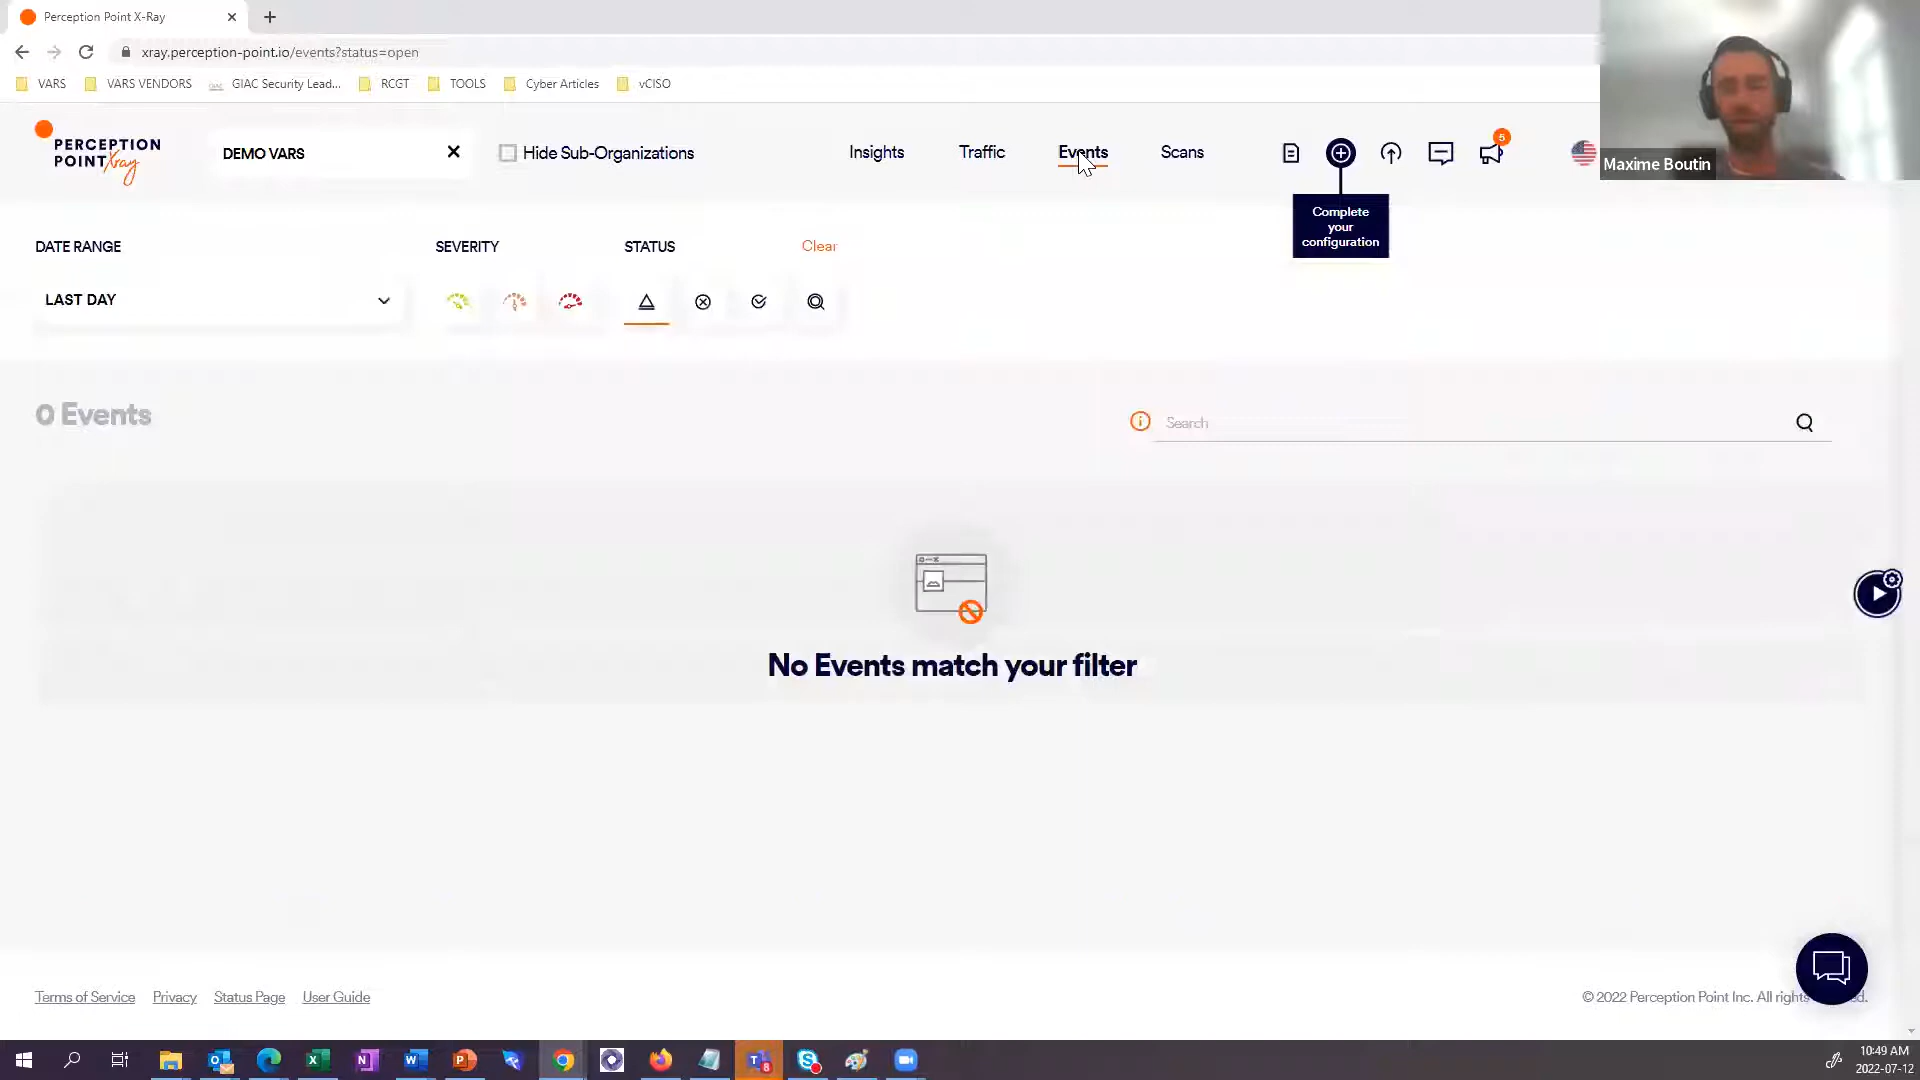 Perception Point X-Ray
xray.perception-point.io/events?status=open
VARS
VARS VENDORS
GIAC Security Lead...
RCGT
TOOLS
Cyber Articles
vCISO
PERCEPTION
POINT Xray
DEMO VARS
Hide Sub-Organizations
Insights
Traffic
Events
Scans
5
Maxime Boutin
Complete
your
configuration
DATE RANGE
SEVERITY
STATUS
Clear
LAST DAY
0 Events
Search
No Events match your filter
Terms of Service
Privacy
Status Page
User Guide
© 2022 Perception Point Inc. All rights
d.
10:49 AM
2022-07-12